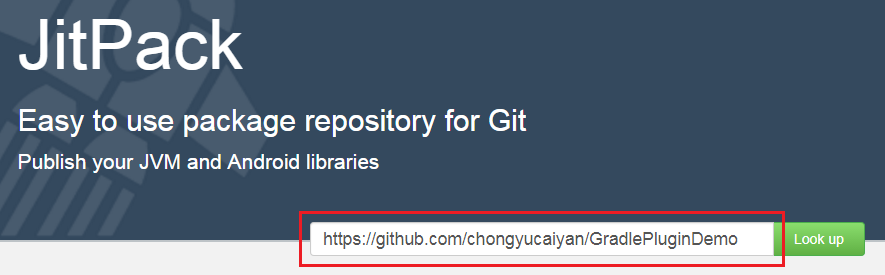 JitPack
Easy to use package repository for Git
Publish your JVM and Android libraries
https://github.com/chongyucaiyan/GradlePluginDemo Look up